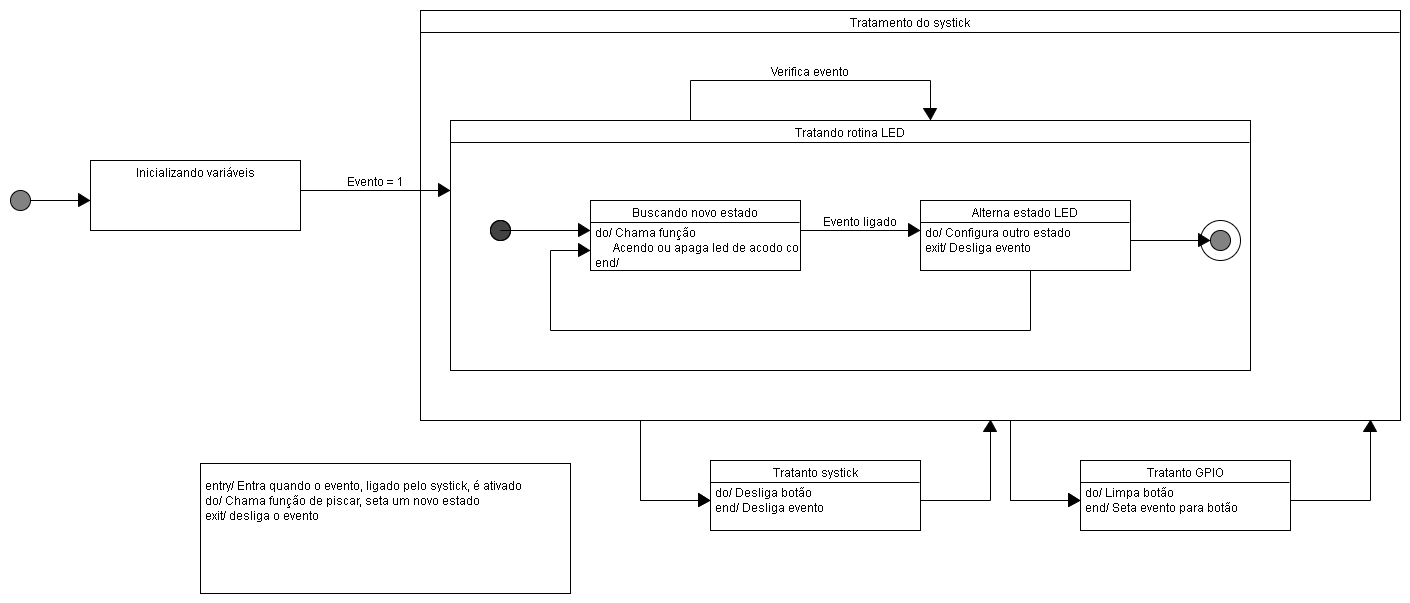 Tratamento do systick
Verifica evento
Tratando rotina LED
Inicializando variáveis
Evento = 1
Buscando novo estado
do/ Chama função
Acendo ou apaga led de acodo co
end/
Evento ligado
Alterna estado LED
do/ Configura outro estado
exit/ Desliga evento
entry/ Entra quando o evento, ligado pelo systick, é ativado
do/ Chama função de piscar, seta um novo estado
exit/ desliga o evento
Tratanto systick
do/ Desliga botão
end/ Desliga evento
Tratanto GPIO
do/ Limpa botão
end/ Seta evento para botão